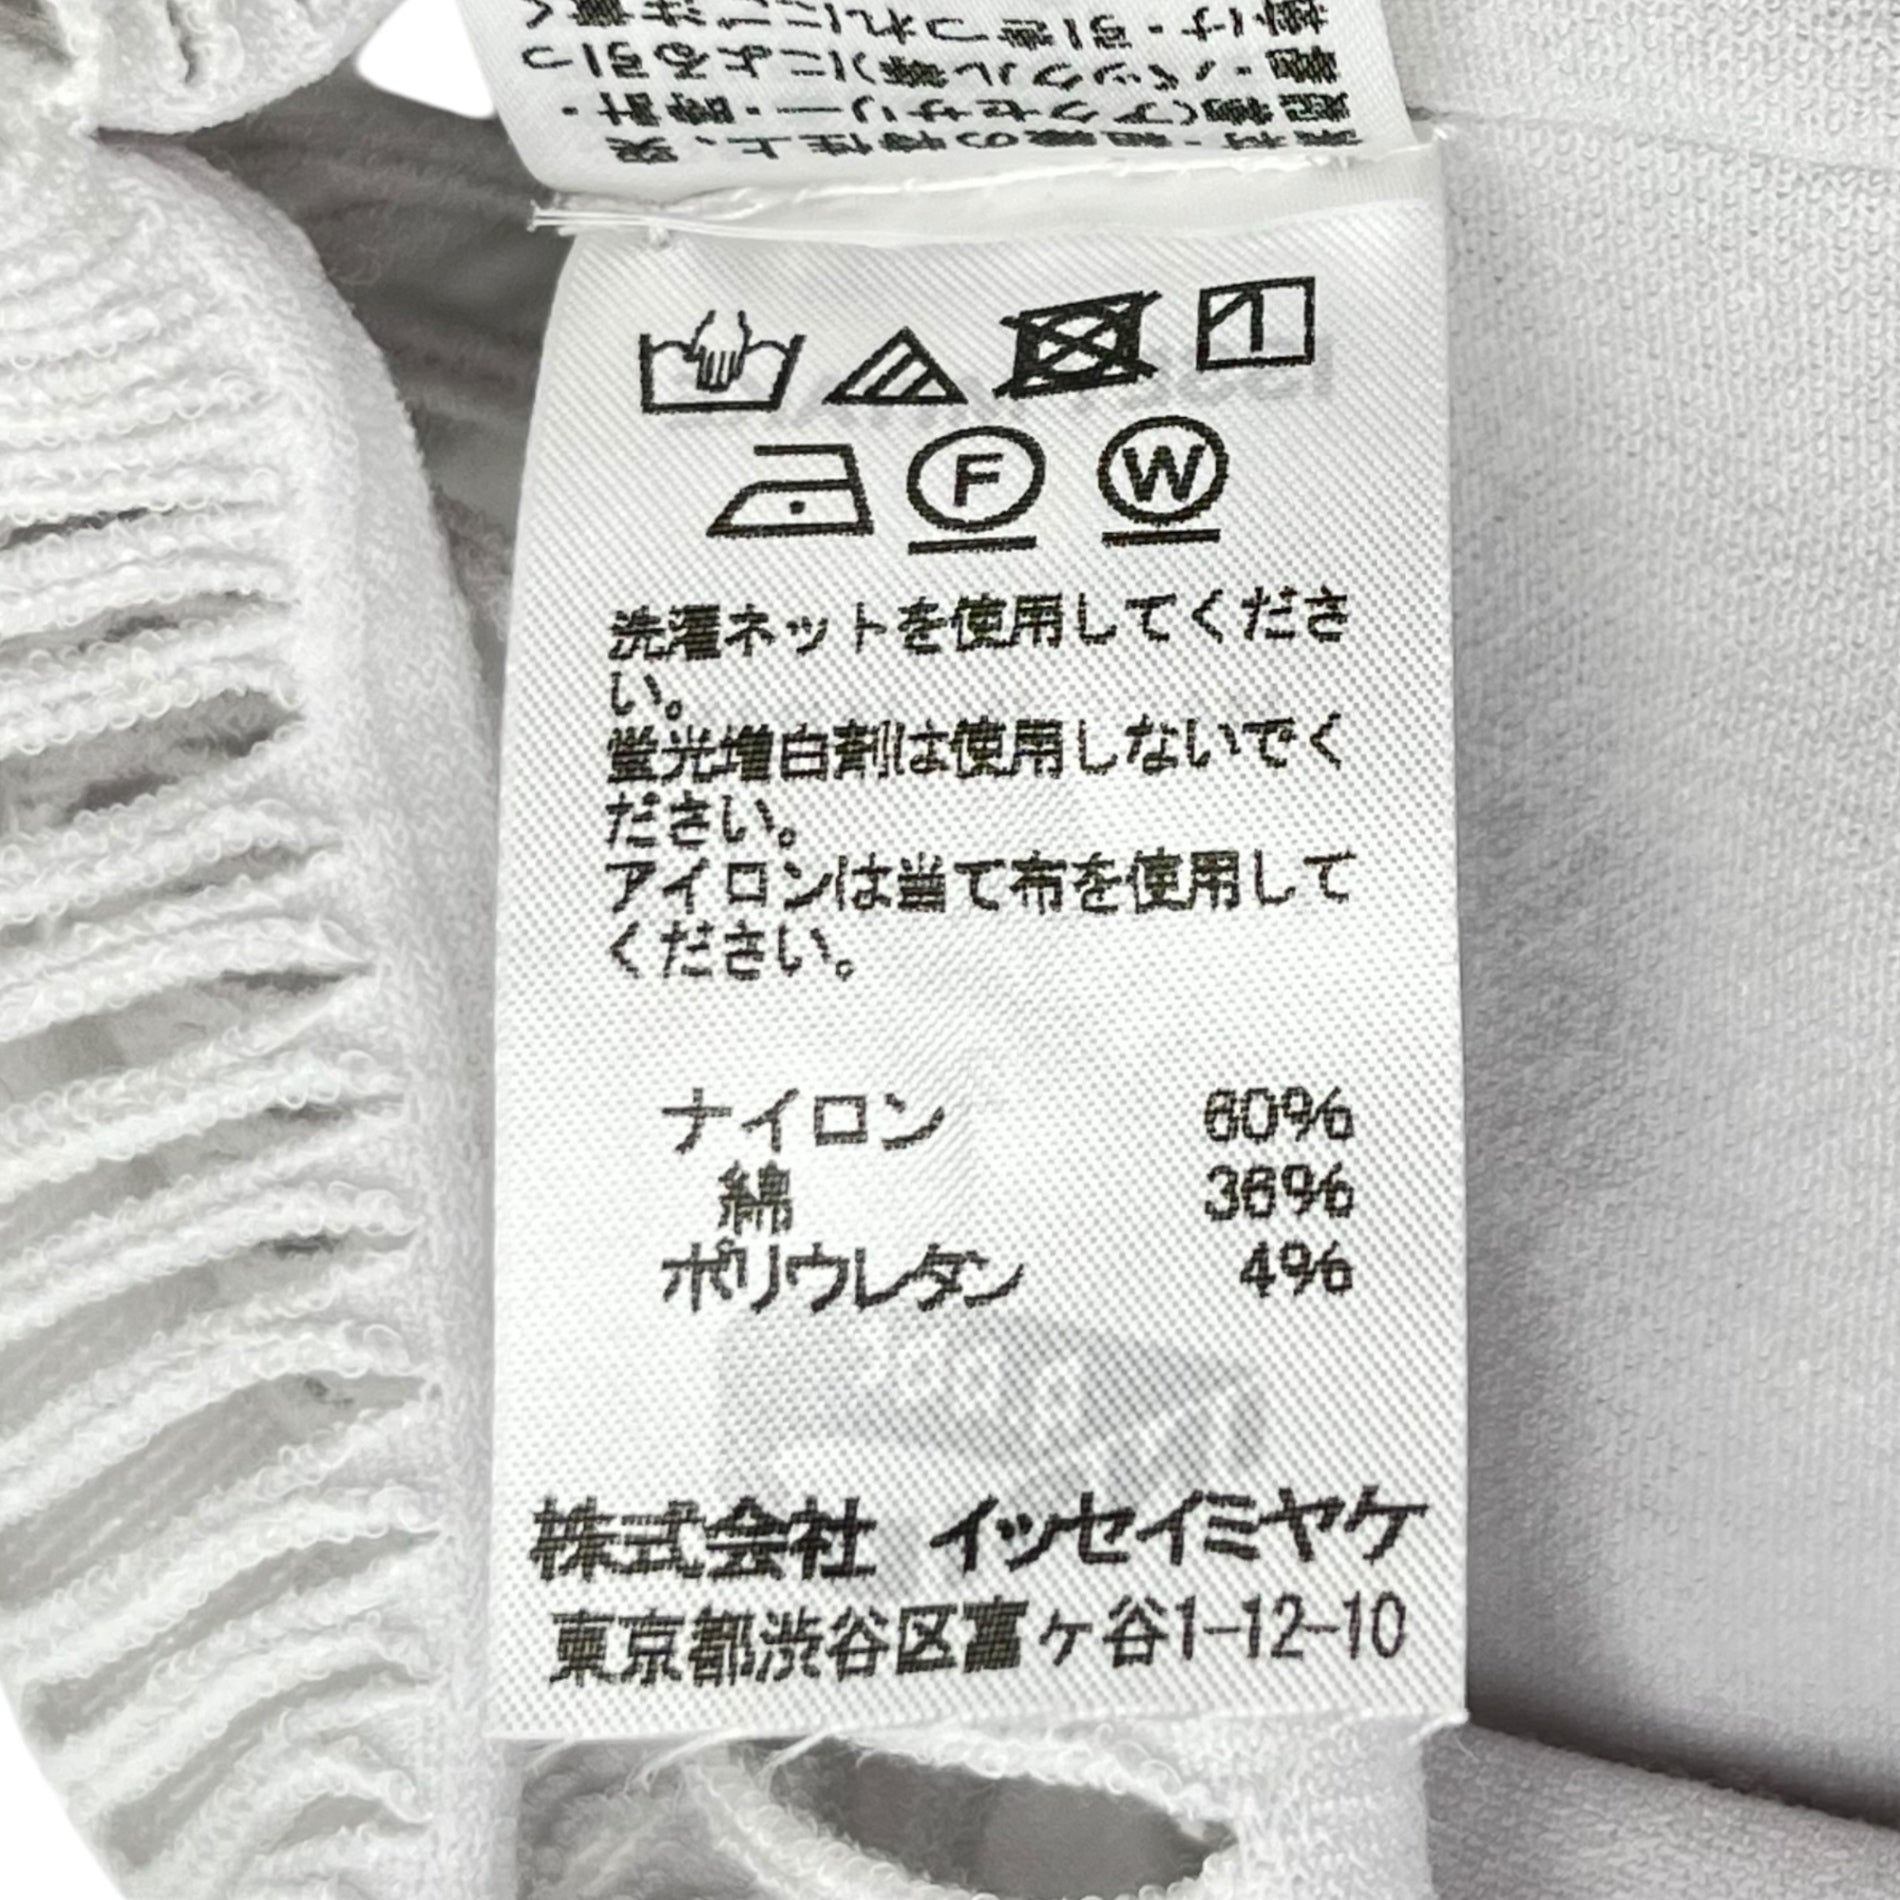 洗濯ネットを使用してくださ
い。
蛍光増白剤は使用しないでく
ださい。
アイロンは当て布を使用して
ください。
F
W
ナイロン 60%
綿 36%
ポリウレタン 4%
株式会社 イッセイミヤケ
東京都渋谷区富ヶ谷1-12-10